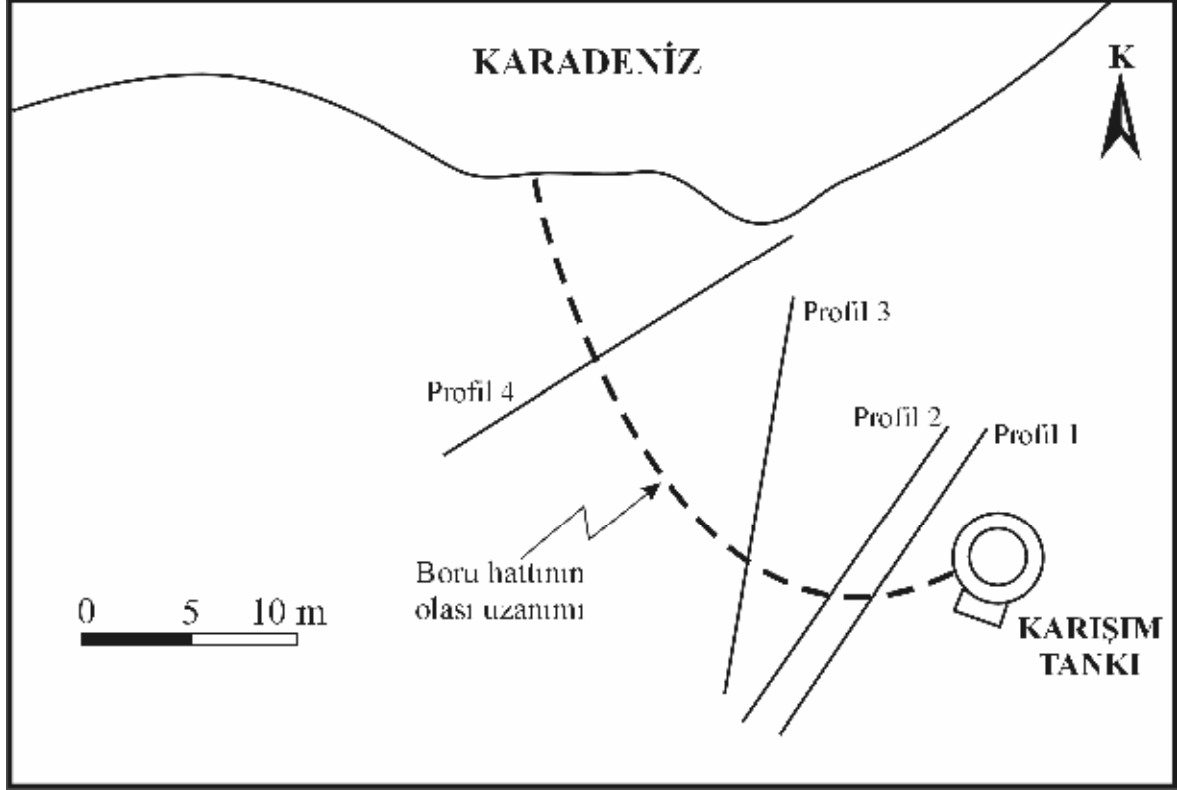 KARADENİZ
K
Profil 3
Profil 4
Profil 2
Profil 1
Boru hattının
olası uzanımı
0 5 10 m
KARIŞIM
TANKI